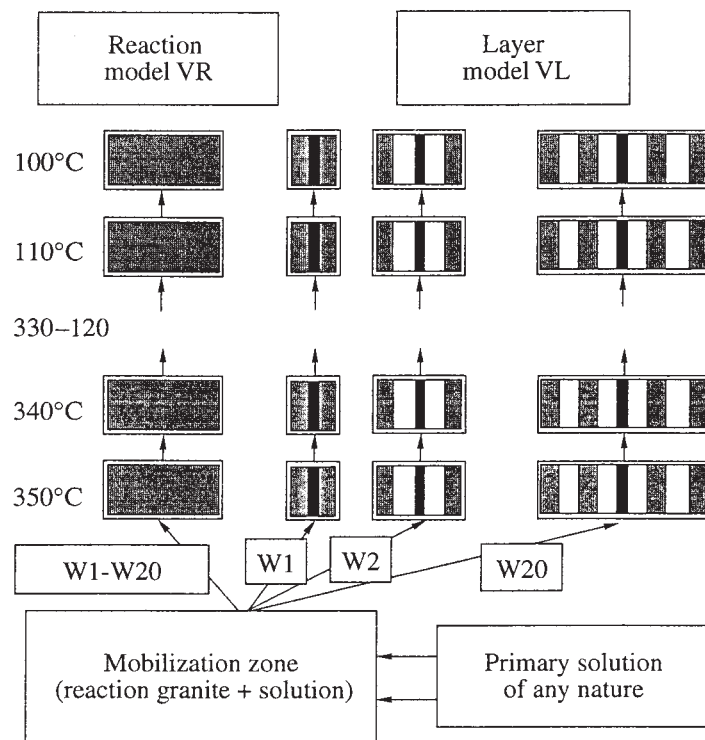 Reaction
model VR
Layer
model VL
100°C
110°C
330–120
340°C
350°C
W1-W20
W1
W2
W20
Mobilization zone
(reaction granite + solution)
Primary solution
of any nature